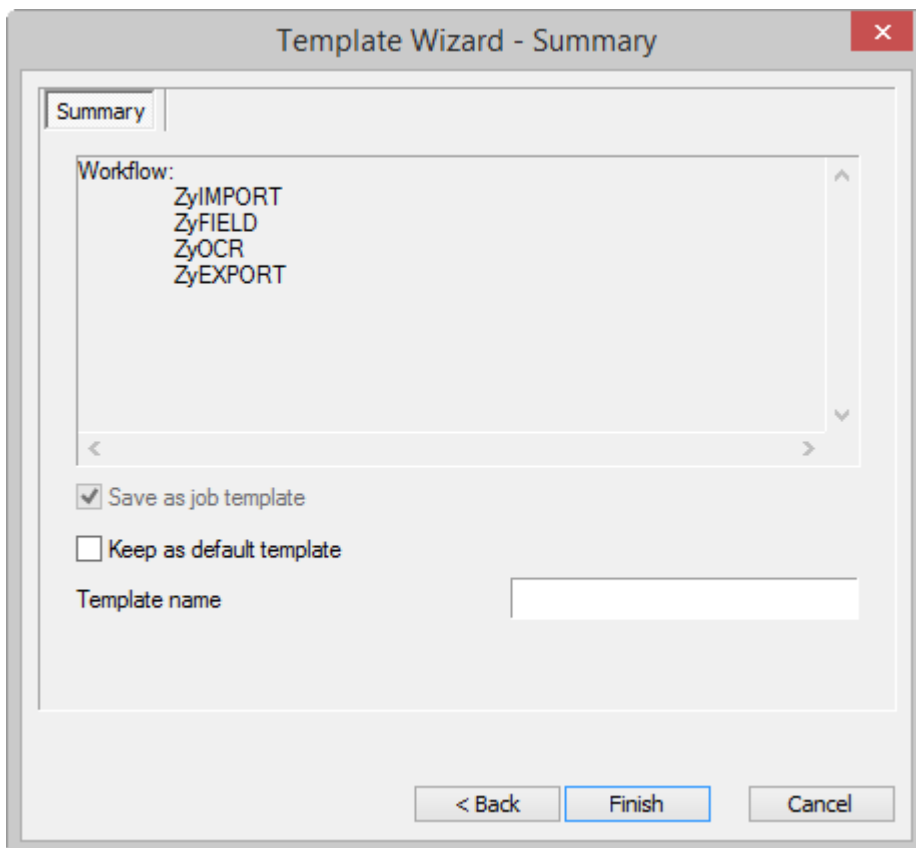 Template Wizard - Summary
Summary
Workflow:
ZyIMPORT
ZyFIELD
ZyOCR
ZyEXPORT
Save as job template
Keep as default template
Template name
< Back Finish Cancel